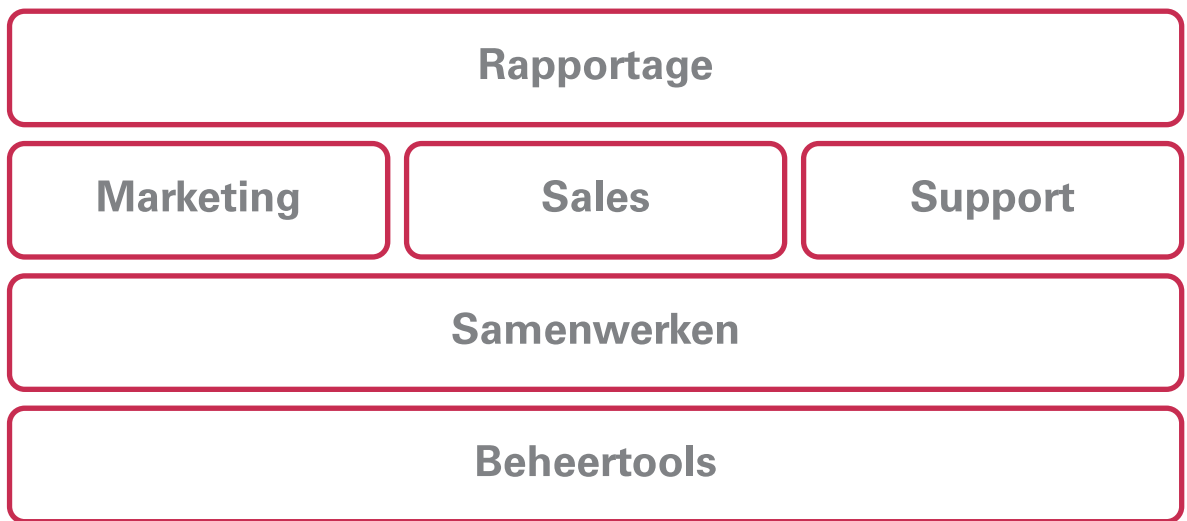 Rapportage
Marketing
Sales
Support
Samenwerken
Beheertools